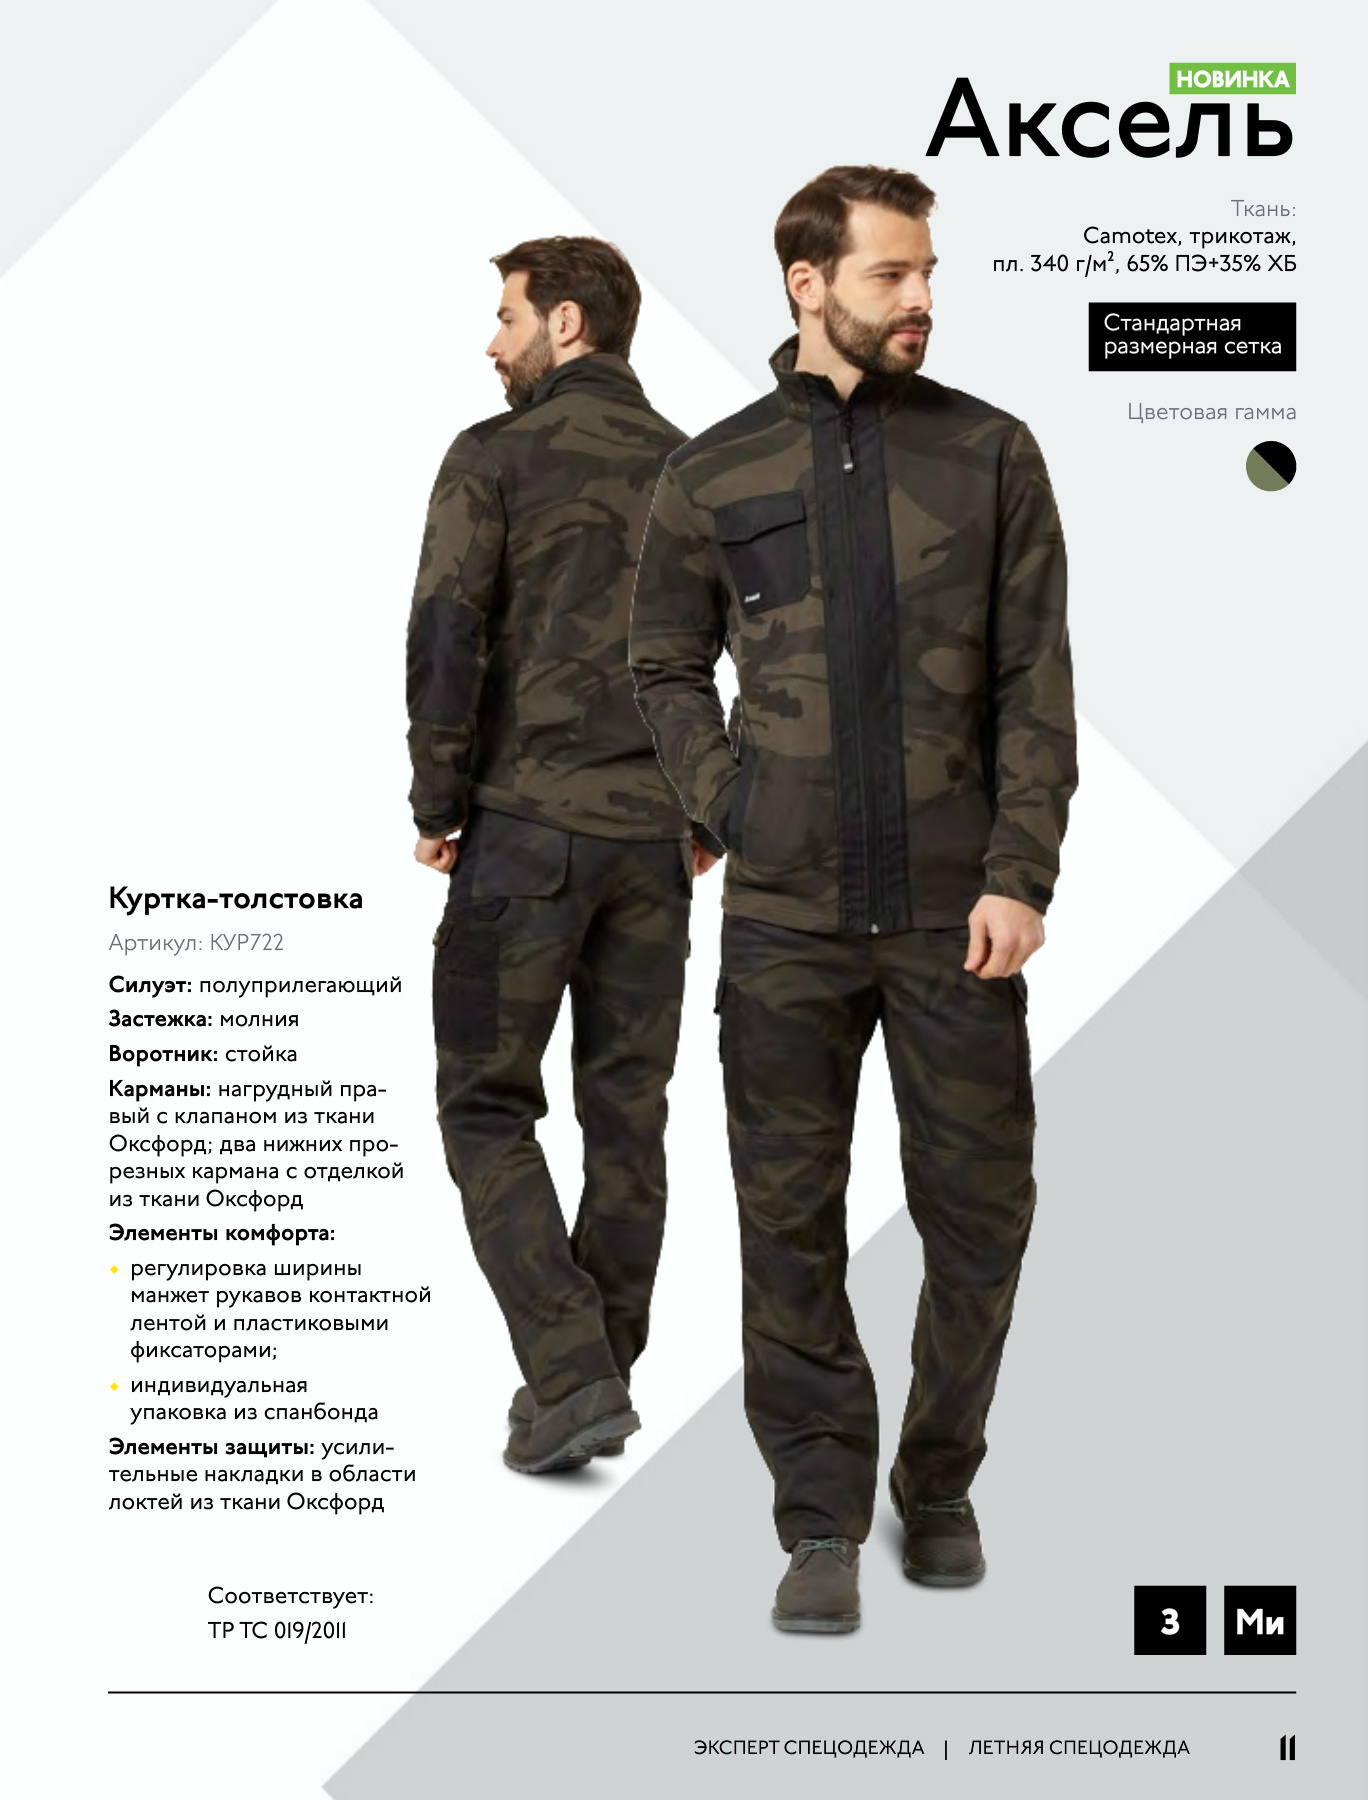 НОВИНКА
Аксель
Ткань:
Camotex, трикотаж,
пл. 340 г/м², 65% ПЭ+35% ХБ
Стандартная
размерная сетка
Цветовая гамма
Куртка-толстовка
Артикул: КУР722
Силуэт: полуприлегающий
Застежка: молния
Воротник: стойка
Карманы: нагрудный пра-
вый с клапаном из ткани
Оксфорд; два нижних про-
резных кармана с отделкой
из ткани Оксфорд
Элементы комфорта:
регулировка ширины
манжет рукавов контактной
лентой и пластиковыми
фиксаторами;
индивидуальная
упаковка из спанбонда
Элементы защиты: усили-
тельные накладки в области
локтей из ткани Оксфорд
Соответствует:
ТР ТС 019/2011
З Ми
ЭКСПЕРТ СПЕЦОДЕЖДА | ЛЕТНЯЯ СПЕЦОДЕЖДА 11